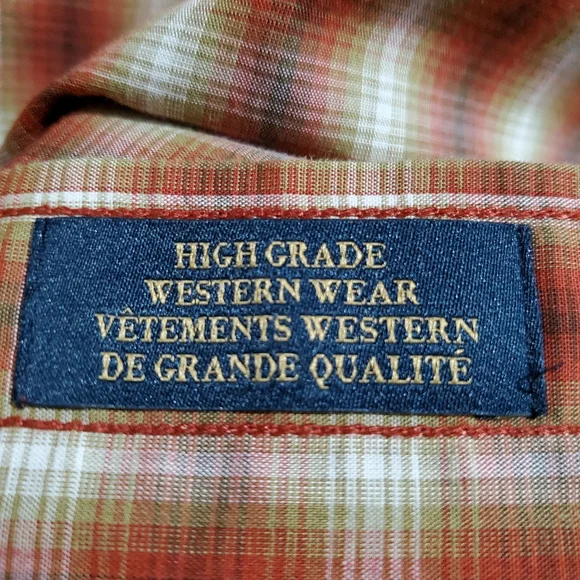 HIGH GRADE
WESTERN WEAR
VÊTEMENTS WESTERN
DE GRANDE QUALITÉ